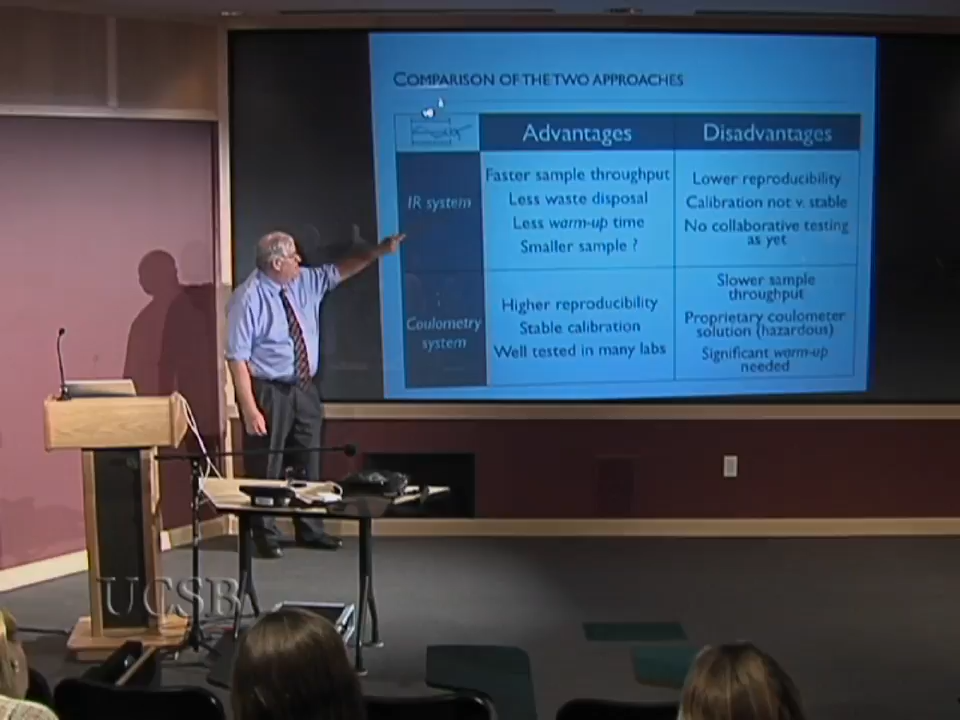 COMPARISON OF THE TWO APPROACHES
Advantages
Disadvantages
IR system
Faster sample throughput
Less waste disposal
Less warm-up time
Smaller sample ?
Lower reproducibility
Calibration not v. stable
No collaborative testing
as yet
Coulometry
system
Higher reproducibility
Stable calibration
Well tested in many labs
Slower sample
throughput
Proprietary coulometer
solution (hazardous)
Significant warm-up
needed
UCSB